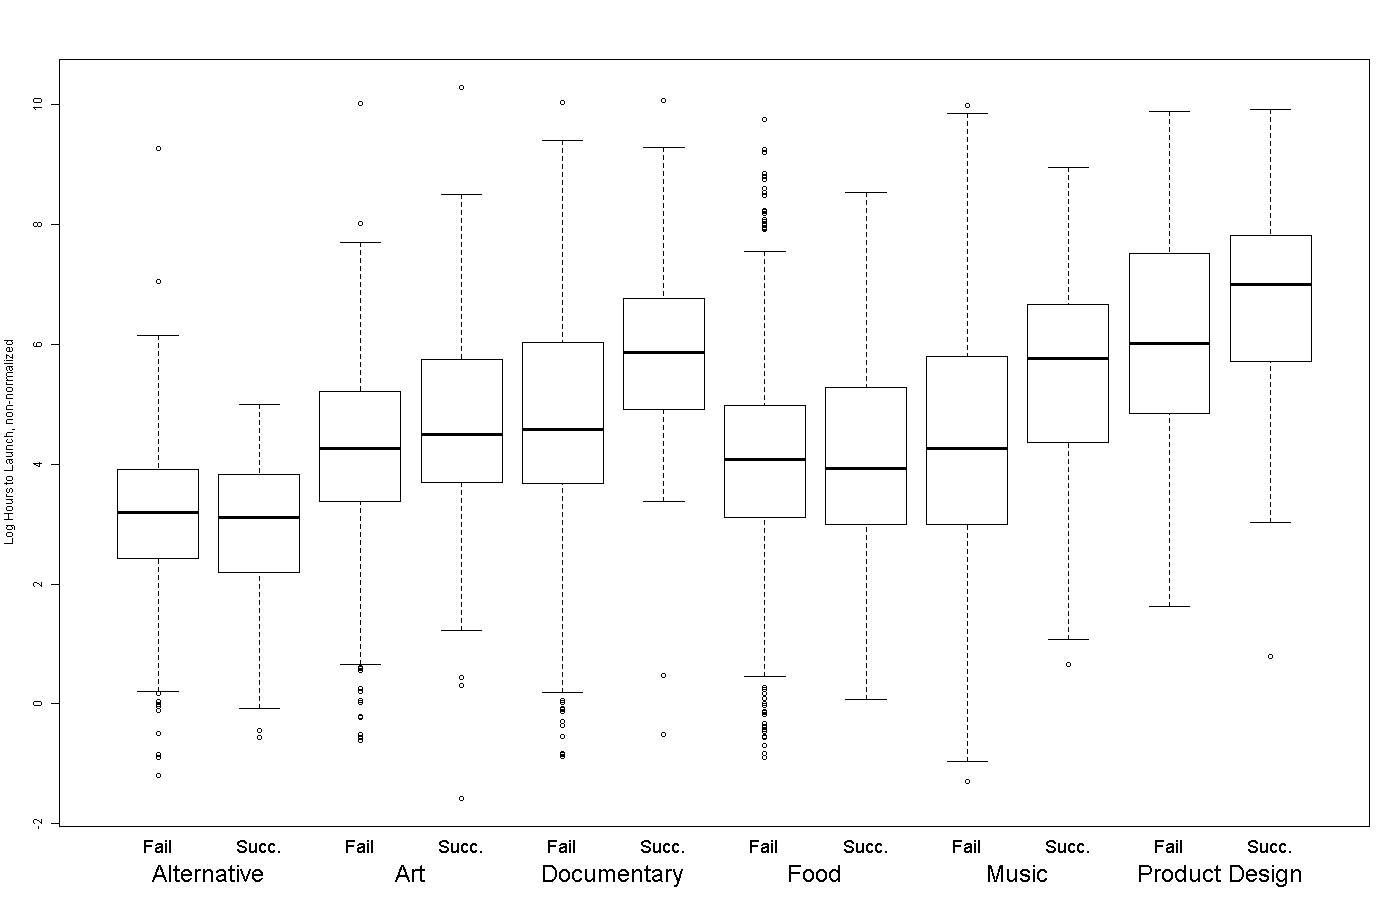 Log Hours to Launch, non-normalized
10
8
6
4
2
0
-2
Fail Succ. Fail Succ. Fail Succ. Fail Succ. Fail Succ. Fail Succ.
Alternative Art Documentary Food Music Product Design